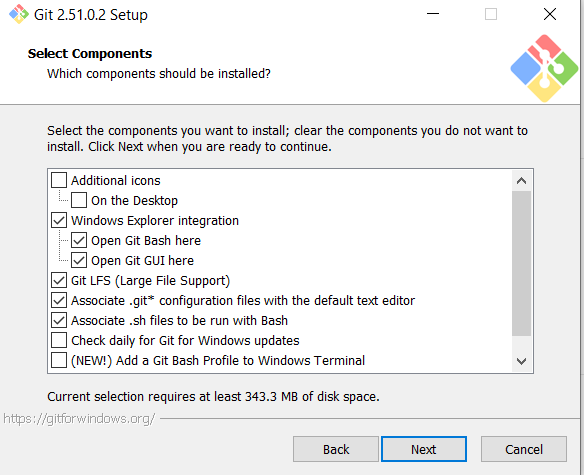 Git 2.51.0.2 Setup
Select Components
Which components should be installed?
Select the components you want to install; clear the components you do not want to
install. Click Next when you are ready to continue.
Additional icons
On the Desktop
Windows Explorer integration
Open Git Bash here
Open Git GUI here
Git LFS (Large File Support)
Associate .git* configuration files with the default text editor
Associate .sh files to be run with Bash
Check daily for Git for Windows updates
(NEW!) Add a Git Bash Profile to Windows Terminal
Current selection requires at least 343.3 MB of disk space.
https://gitforwindows.org/
Back
Next
Cancel